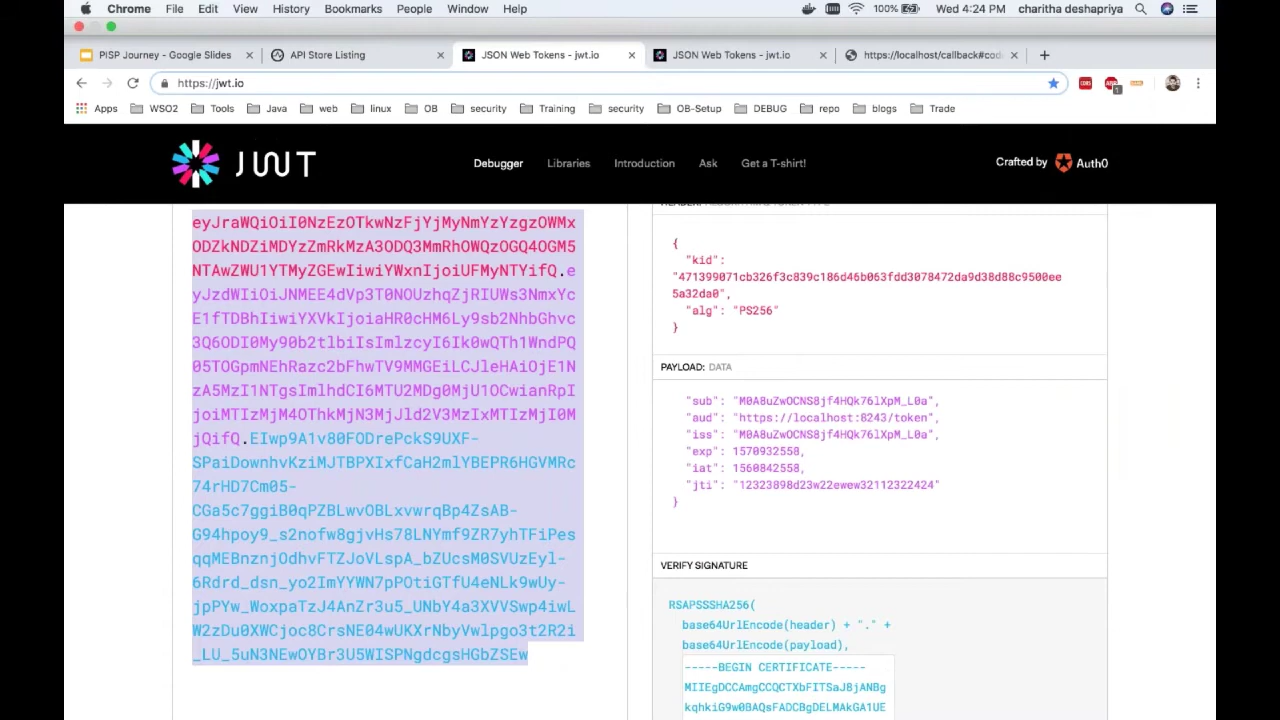 Chrome File Edit View History Bookmarks People Window Help 100% Wed 4:24 PM charitha deshapriya
PISP Journey - Google Slides API Store Listing JSON Web Tokens - jwt.io JSON Web Tokens - jwt.io https://localhost/callback#cod
https://jwt.io
Apps WSO2 Tools Java web linux OB security Training security OB-Setup DEBUG repo blogs Trade
JWT Debugger Libraries Introduction Ask Get a T-shirt! Crafted by Auth0
eyJraWQiOiI0NzEzOTkwNzFjYjMyNmYzYzgzOWMx
ODZkNDZiMDYzZmRkMzA3ODQ3MmRhOWQzOGQ4OGM5
NTAwZWU1YTMyZGEwIiwiYWxnIjoiUFMyNTYifQ.e
yJzdWIiOiJNMEE4dVp3T0NOUzhqZjRIUWs3NmxYc
E1fTDBhIiwiYXVkIjoiaHR0cHM6Ly9sb2NhbGhvc
3Q6ODI0My90b2tlbiIsImlzcyI6Ik0wQTh1WndPQ
05TOGpmNEhRazc2bFhwTV9MMGEiLCJleHAiOjE1N
zA5MzI1NTgsImlhdCI6MTU2MDg0MjU1OCwianRpI
joiMTIzMjM4OThkMjN3MjJld2V3MzIxMTIzMjI0M
jQifQ.EIwp9A1v80FODrePckS9UXF-
SPaiDownhvKziMJTBPXIxfCaH2mlYBEPR6HGVMRc
74rHD7Cm05-
CGa5c7ggiB0qPZBLwvOBLxvwrqBp4ZsAB-
G94hpoy9_s2nofw8gjvHs78LNYmf9ZR7yhTFiPes
qqMEBnznjOdhvFTZJoVLspA_bZUcsM0SVUzEyl-
6Rdrd_dsn_yo2ImYYWN7pPOtiGTfU4eNLk9wUy-
jpPYw_WoxpaTzJ4AnZr3u5_UNbY4a3XVVSwp4iwL
W2zDu0XWCjoc8CrsNE04wUKXrNbyVwlpgo3t2R2i
_LU_5uN3NEwOYBr3U5WISPNgdcgsHGbZSEw
{
"kid":
"471399071cb326f3c839c186d46b063fdd3078472da9d38d88c9500ee
5a32da0",
"alg": "PS256"
}
PAYLOAD: DATA
"sub": "M0A8uZwOCNS8jf4HQk76lXpM_L0a",
"aud": "https://localhost:8243/token",
"iss": "M0A8uZwOCNS8jf4HQk76lXpM_L0a",
"exp": 1570932558,
"iat": 1560842558,
"jti": "12323898d23w22ewew32112322424"
}
VERIFY SIGNATURE
RSAPSSSHA256(
base64UrlEncode(header) + "." +
base64UrlEncode(payload),
-----BEGIN CERTIFICATE-----
MIIEgDCCAmgCCQCTXbFITSaJBjANBg
kqhkiG9w0BAQsFADCBgDELMAkGA1UE